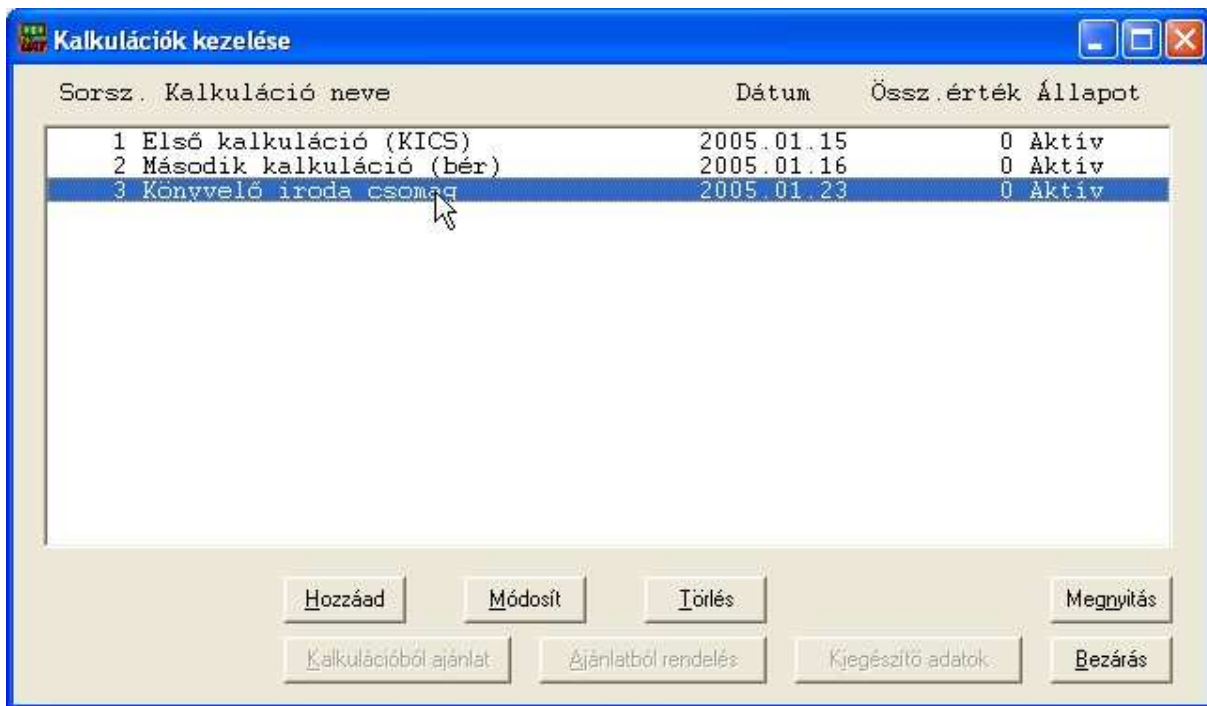 Kalkulációk kezelése
Sorsz. Kalkuláció neve Dátum Össz.érték Állapot
1 Első kalkuláció (KICS) 2005.01.15 0 Aktív
2 Második kalkuláció (bér) 2005.01.16 0 Aktív
3 Könyvelő iroda csomag 2005.01.23 0 Aktív
Hozzáad Módosít Törlés Megnyitás
Kalkulációból ajánlat Ajánlatból rendelés Kiegészítő adatok Bezárás